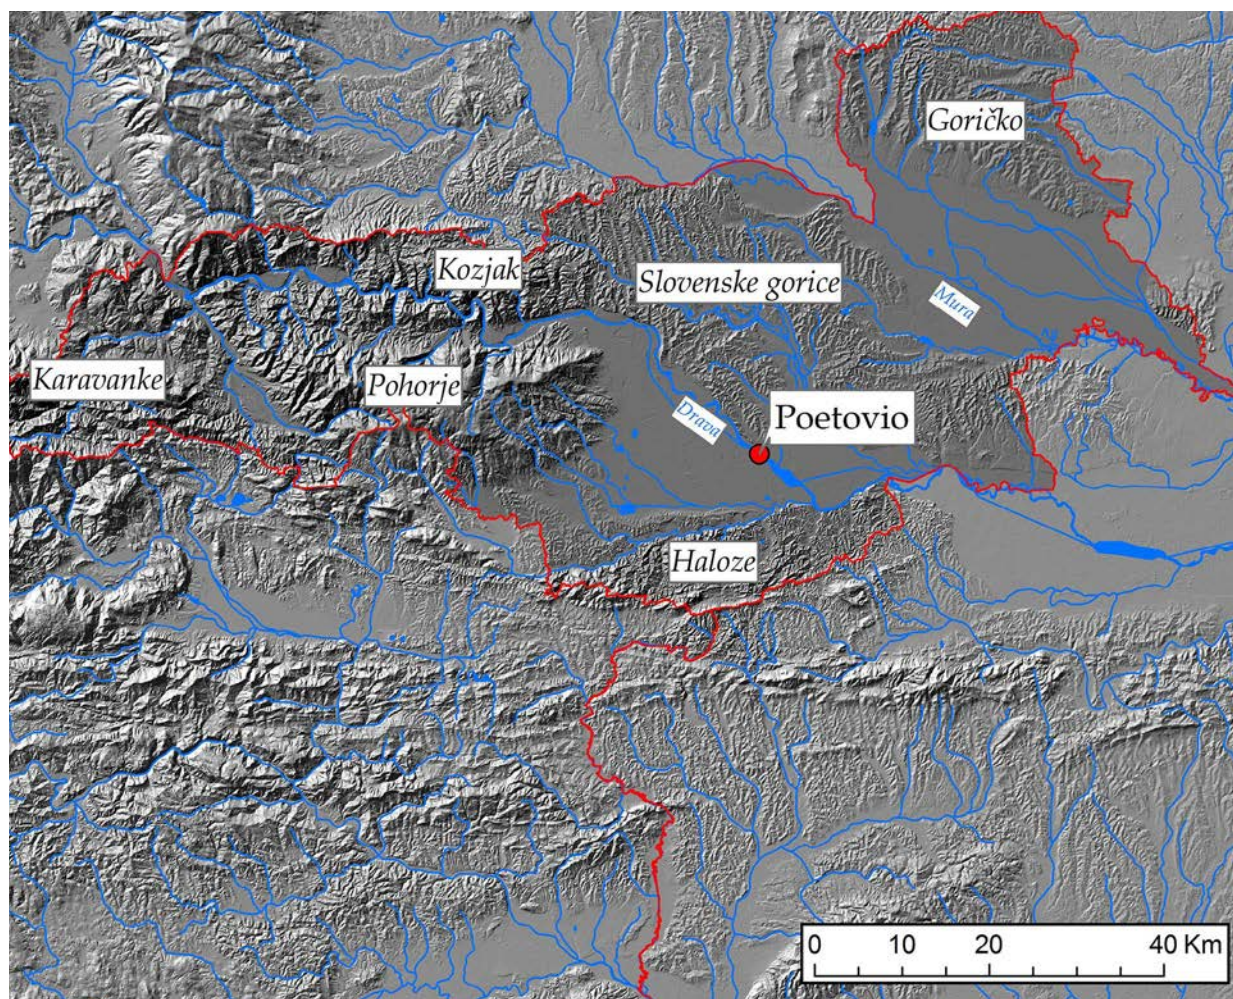 Goričko
Kozjak
Slovenske gorice
Mura
Karavanke
Pohorje
Drava
Poetovio
Haloze
0 10 20 40 Km